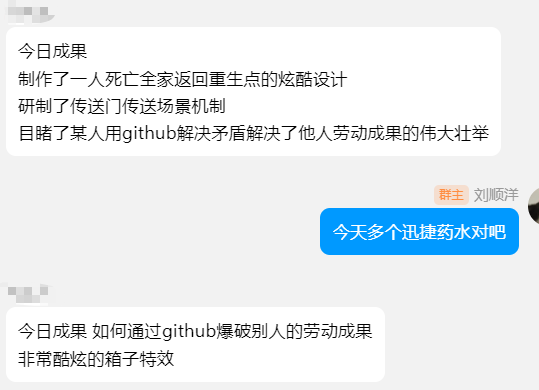 今日成果
制作了一人死亡全家返回重生点的炫酷设计
研制了传送门传送场景机制
目睹了某人用github解决矛盾解决了他人劳动成果的伟大壮举
群主 刘顺洋
今天多个迅捷药水对吧
今日成果 如何通过github爆破别人的劳动成果
非常酷炫的箱子特效